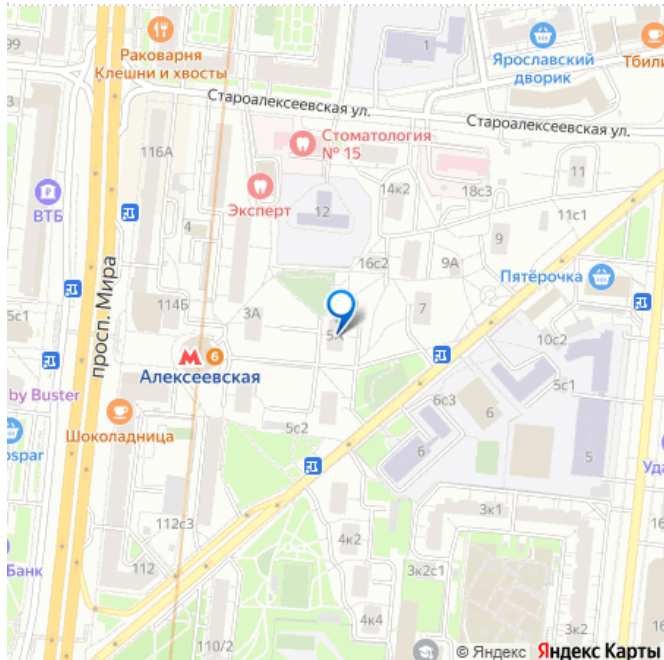 99
Раковарня
Клешни и хвосты
1
Ярославский
дворик
Тбили
Староалексеевская ул.
Староалексеевская ул.
116А
Стоматология
№ 15
11
ВТБ
Эксперт
12
14к2
18с3
11с1
4
9
16с2
9А
Пятёрочка
просп. Мира
114Б
3А
7
5с1
5А
10с2
6
Алексеевская
by Buster
6с3
6
5с1
Шоколадница
5с2
6
5
ospar
Уда
112с3
3к1
4к2
Банк
112
3к2с1
4к4
110/2
3к2
© Яндекс Яндекс Карты